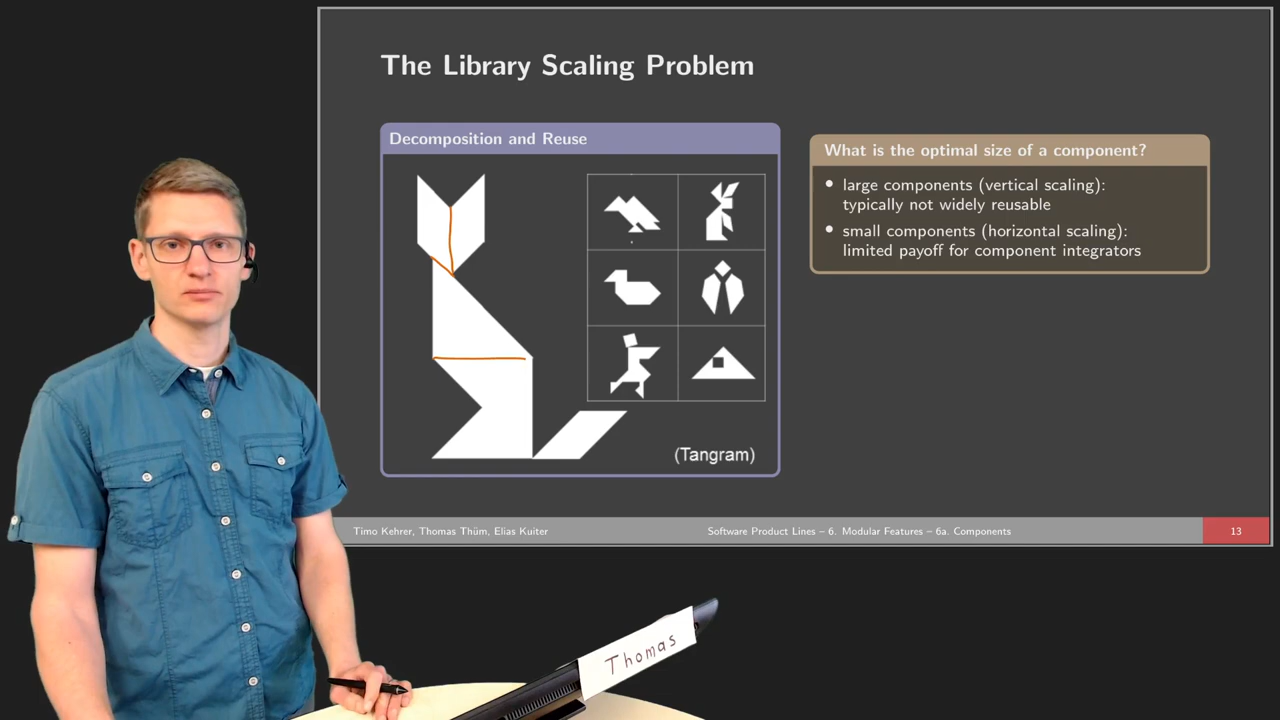 The Library Scaling Problem
Decomposition and Reuse
(Tangram)
What is the optimal size of a component?
• large components (vertical scaling):
typically not widely reusable
• small components (horizontal scaling):
limited payoff for component integrators
Timo Kehrer, Thomas Thüm, Elias Kuiter
Software Product Lines – 6. Modular Features – 6a. Components
13
Thomas